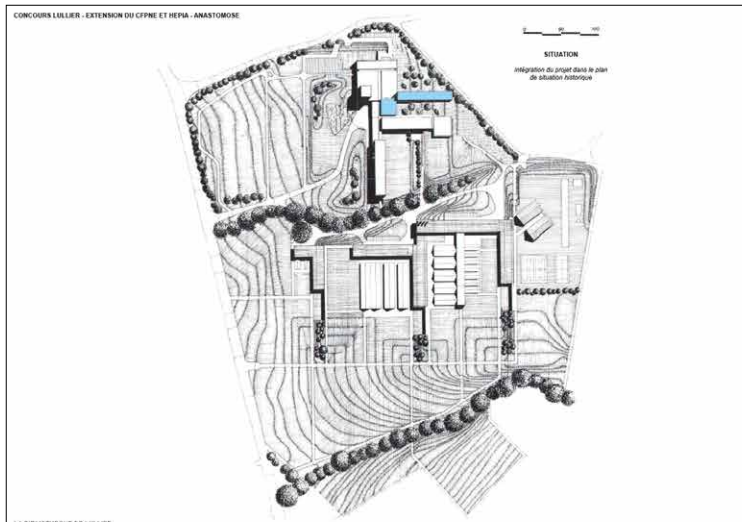 CONCOURS LULLIER - EXTENSION DU CFPNE ET HEPIA - ANASTOMOSE
SITUATION
intégration du projet dans le plan
de situation historique